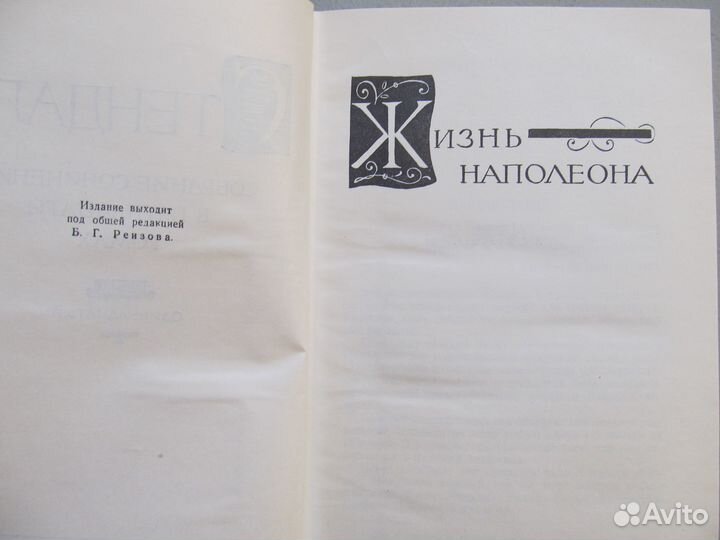 Издание выходит
под общей редакцией
Б. Г. Реизова.
Жизнь
Наполеона
Avito